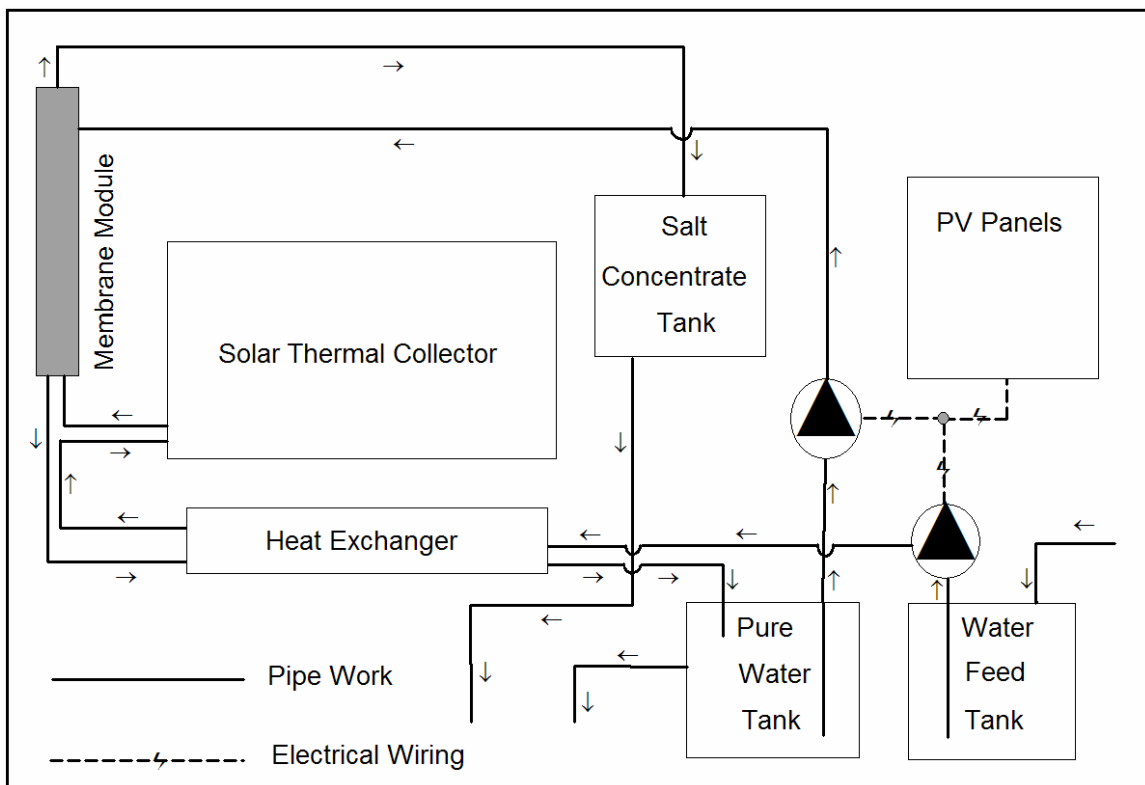 Membrane Module
Solar Thermal Collector
Salt
Concentrate
Tank
PV Panels
Heat Exchanger
Pure
Water
Tank
Water
Feed
Tank
Pipe Work
Electrical Wiring